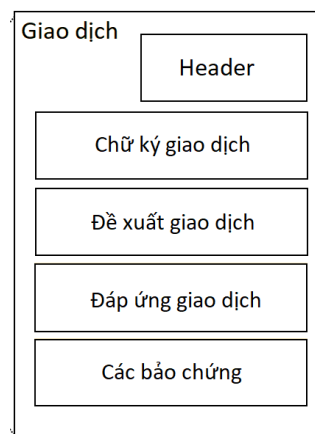 Giao dịch
Header
Chữ ký giao dịch
Đề xuất giao dịch
Đáp ứng giao dịch
Các bảo chứng